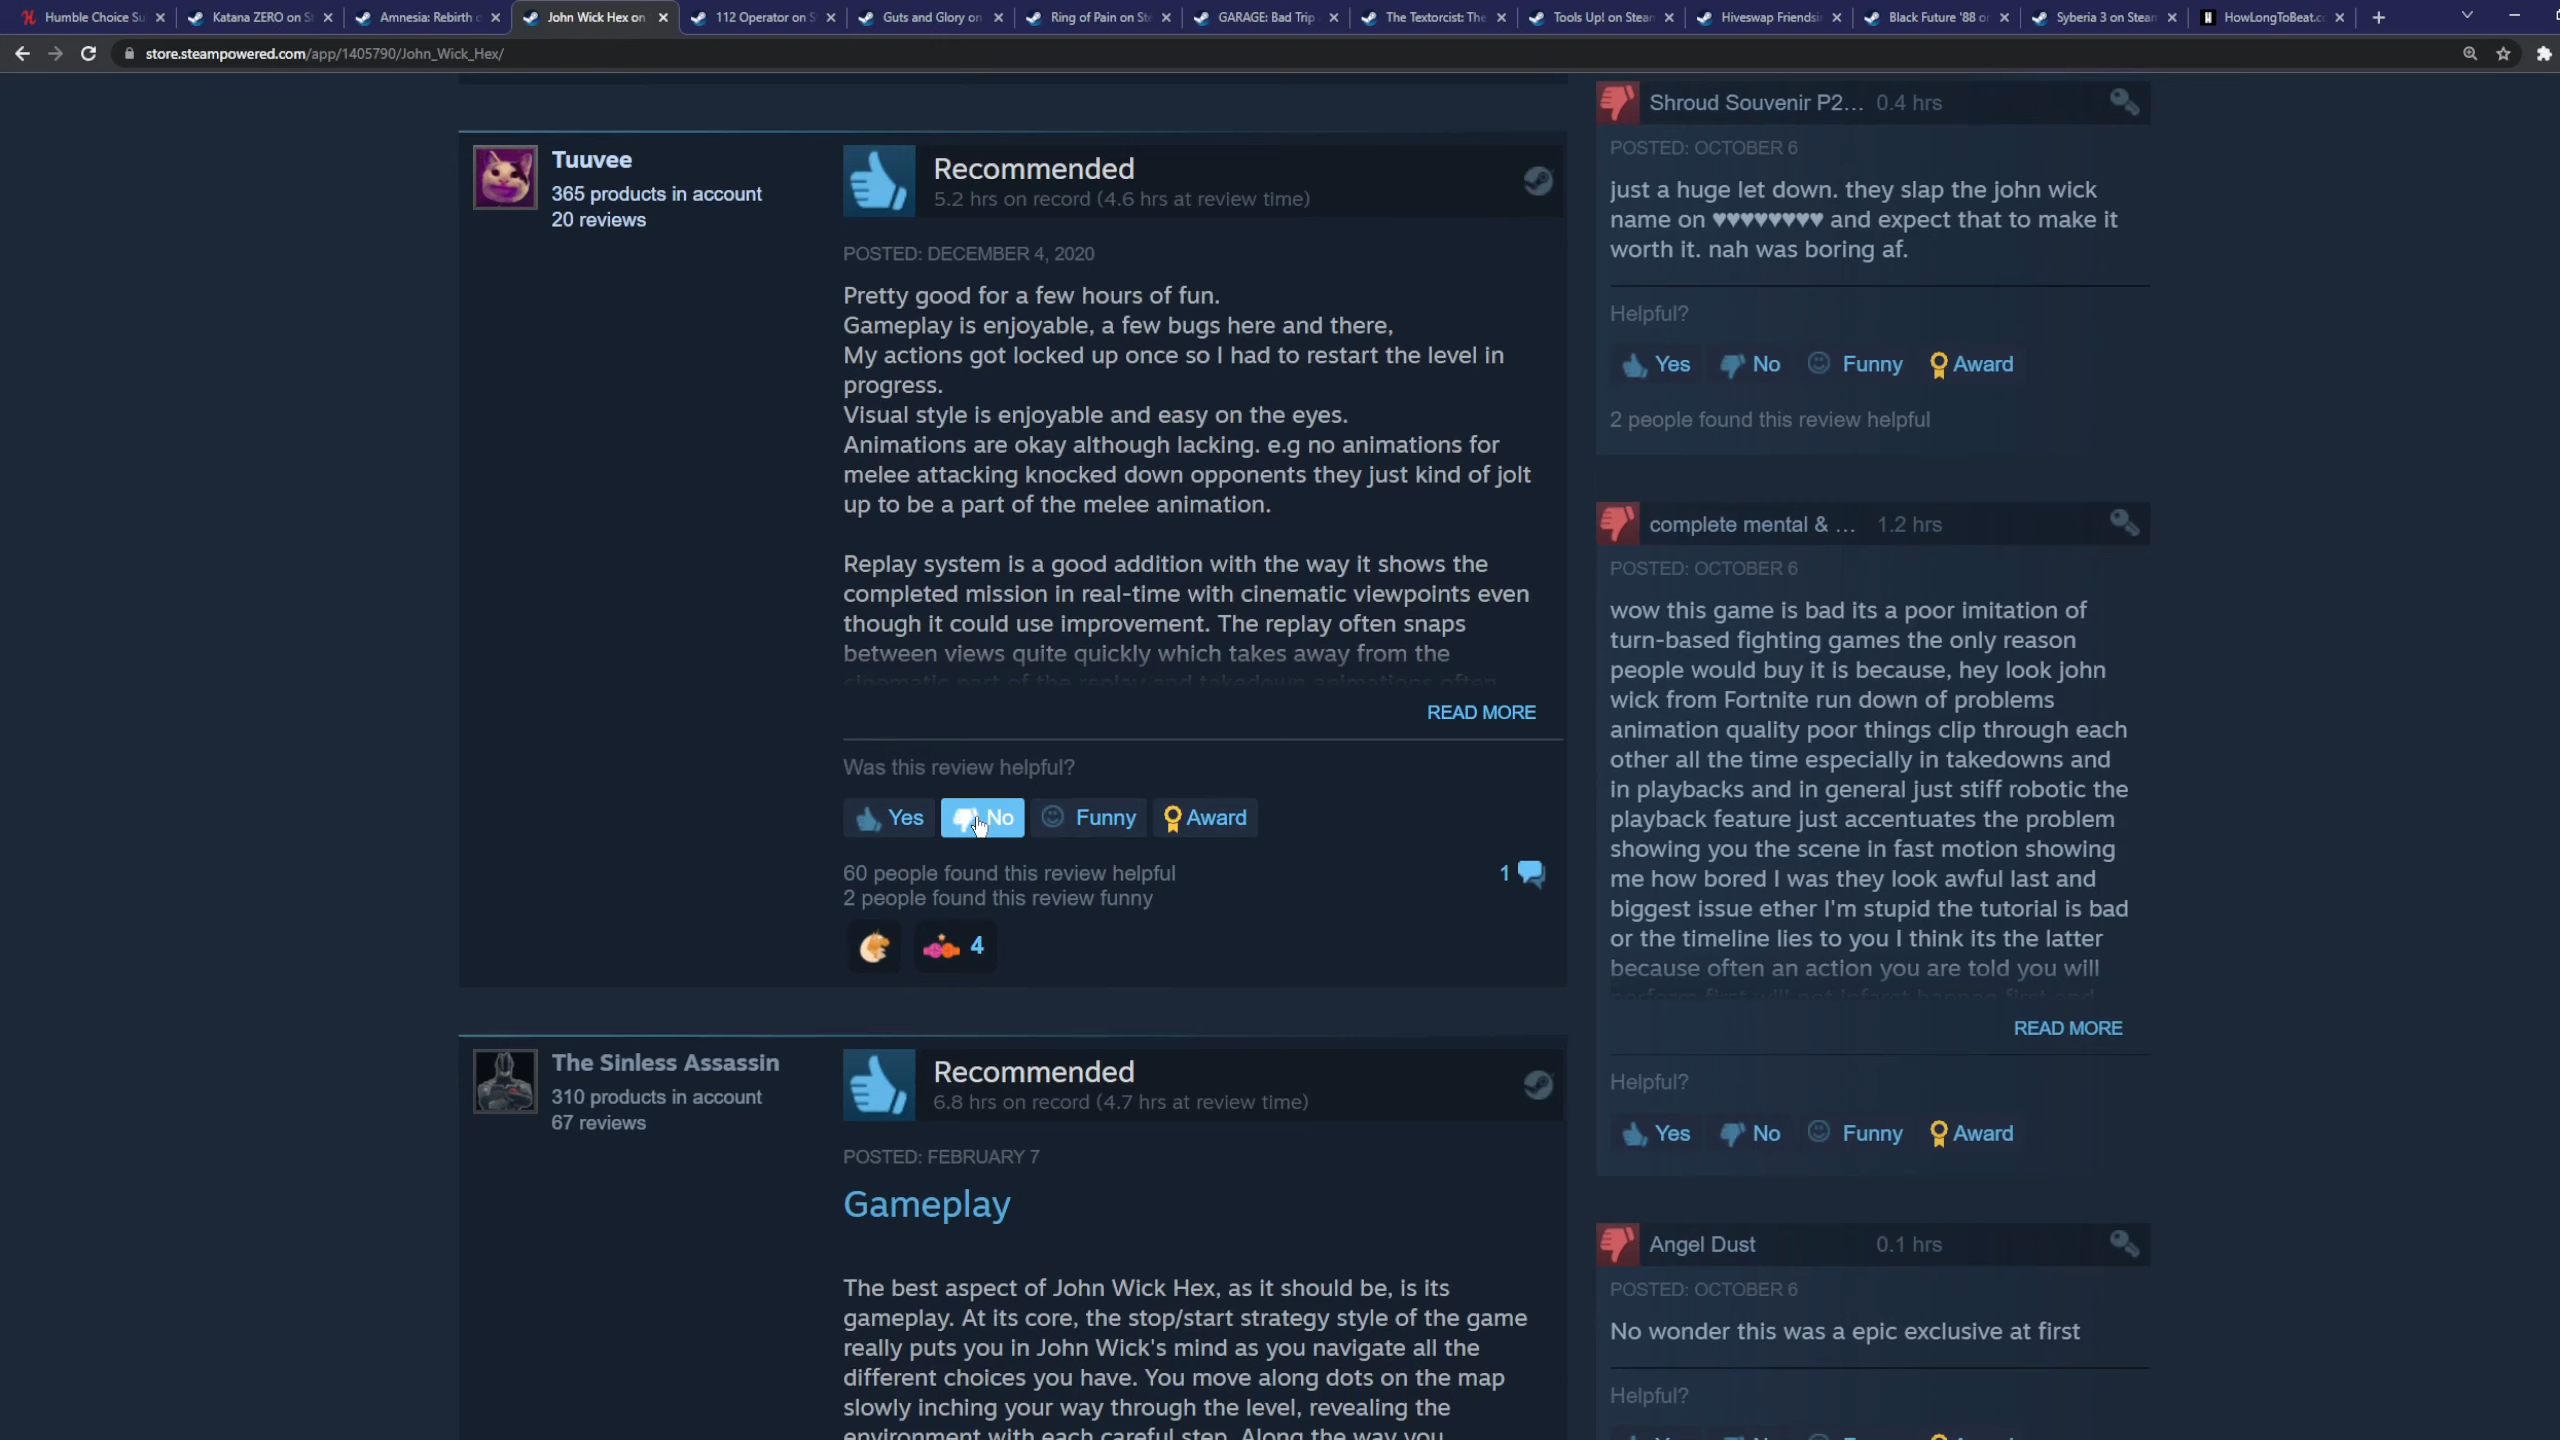 Humble Choice Su
Katana ZERO on S
Amnesia: Rebirth
John Wick Hex on
112 Operator on S
Guts and Glory on
Ring of Pain on St
GARAGE: Bad Trip
The Textorcist: The
Tools Up! on Steam
Hiveswap Friendsi
Black Future '88 o
Syberia 3 on Steam
HowLongToBeat.c
store.steampowered.com/app/1405790/John_Wick_Hex/
Tuuvee
365 products in account
20 reviews
Recommended
5.2 hrs on record (4.6 hrs at review time)
POSTED: DECEMBER 4, 2020
Pretty good for a few hours of fun.
Gameplay is enjoyable, a few bugs here and there,
My actions got locked up once so I had to restart the level in
progress.
Visual style is enjoyable and easy on the eyes.
Animations are okay although lacking. e.g no animations for
melee attacking knocked down opponents they just kind of jolt
up to be a part of the melee animation.
Replay system is a good addition with the way it shows the
completed mission in real-time with cinematic viewpoints even
though it could use improvement. The replay often snaps
between views quite quickly which takes away from the
cinematic part of the replay and takedown animations often
READ MORE
Was this review helpful?
Yes
No
Funny
Award
60 people found this review helpful
2 people found this review funny
1
4
The Sinless Assassin
310 products in account
67 reviews
Recommended
6.8 hrs on record (4.7 hrs at review time)
POSTED: FEBRUARY 7
Gameplay
The best aspect of John Wick Hex, as it should be, is its
gameplay. At its core, the stop/start strategy style of the game
really puts you in John Wick's mind as you navigate all the
different choices you have. You move along dots on the map
slowly inching your way through the level, revealing the
environment with each careful step. Along the way you
Shroud Souvenir P2... 0.4 hrs
POSTED: OCTOBER 6
just a huge let down. they slap the john wick
name on ♥♥♥♥♥♥♥♥ and expect that to make it
worth it. nah was boring af.
Helpful?
Yes
No
Funny
Award
2 people found this review helpful
complete mental & ... 1.2 hrs
POSTED: OCTOBER 6
wow this game is bad its a poor imitation of
turn-based fighting games the only reason
people would buy it is because, hey look john
wick from Fortnite run down of problems
animation quality poor things clip through each
other all the time especially in takedowns and
in playbacks and in general just stiff robotic the
playback feature just accentuates the problem
showing you the scene in fast motion showing
me how bored I was they look awful last and
biggest issue ether I'm stupid the tutorial is bad
or the timeline lies to you I think its the latter
because often an action you are told you will
READ MORE
Helpful?
Yes
No
Funny
Award
Angel Dust 0.1 hrs
POSTED: OCTOBER 6
No wonder this was a epic exclusive at first
Helpful?